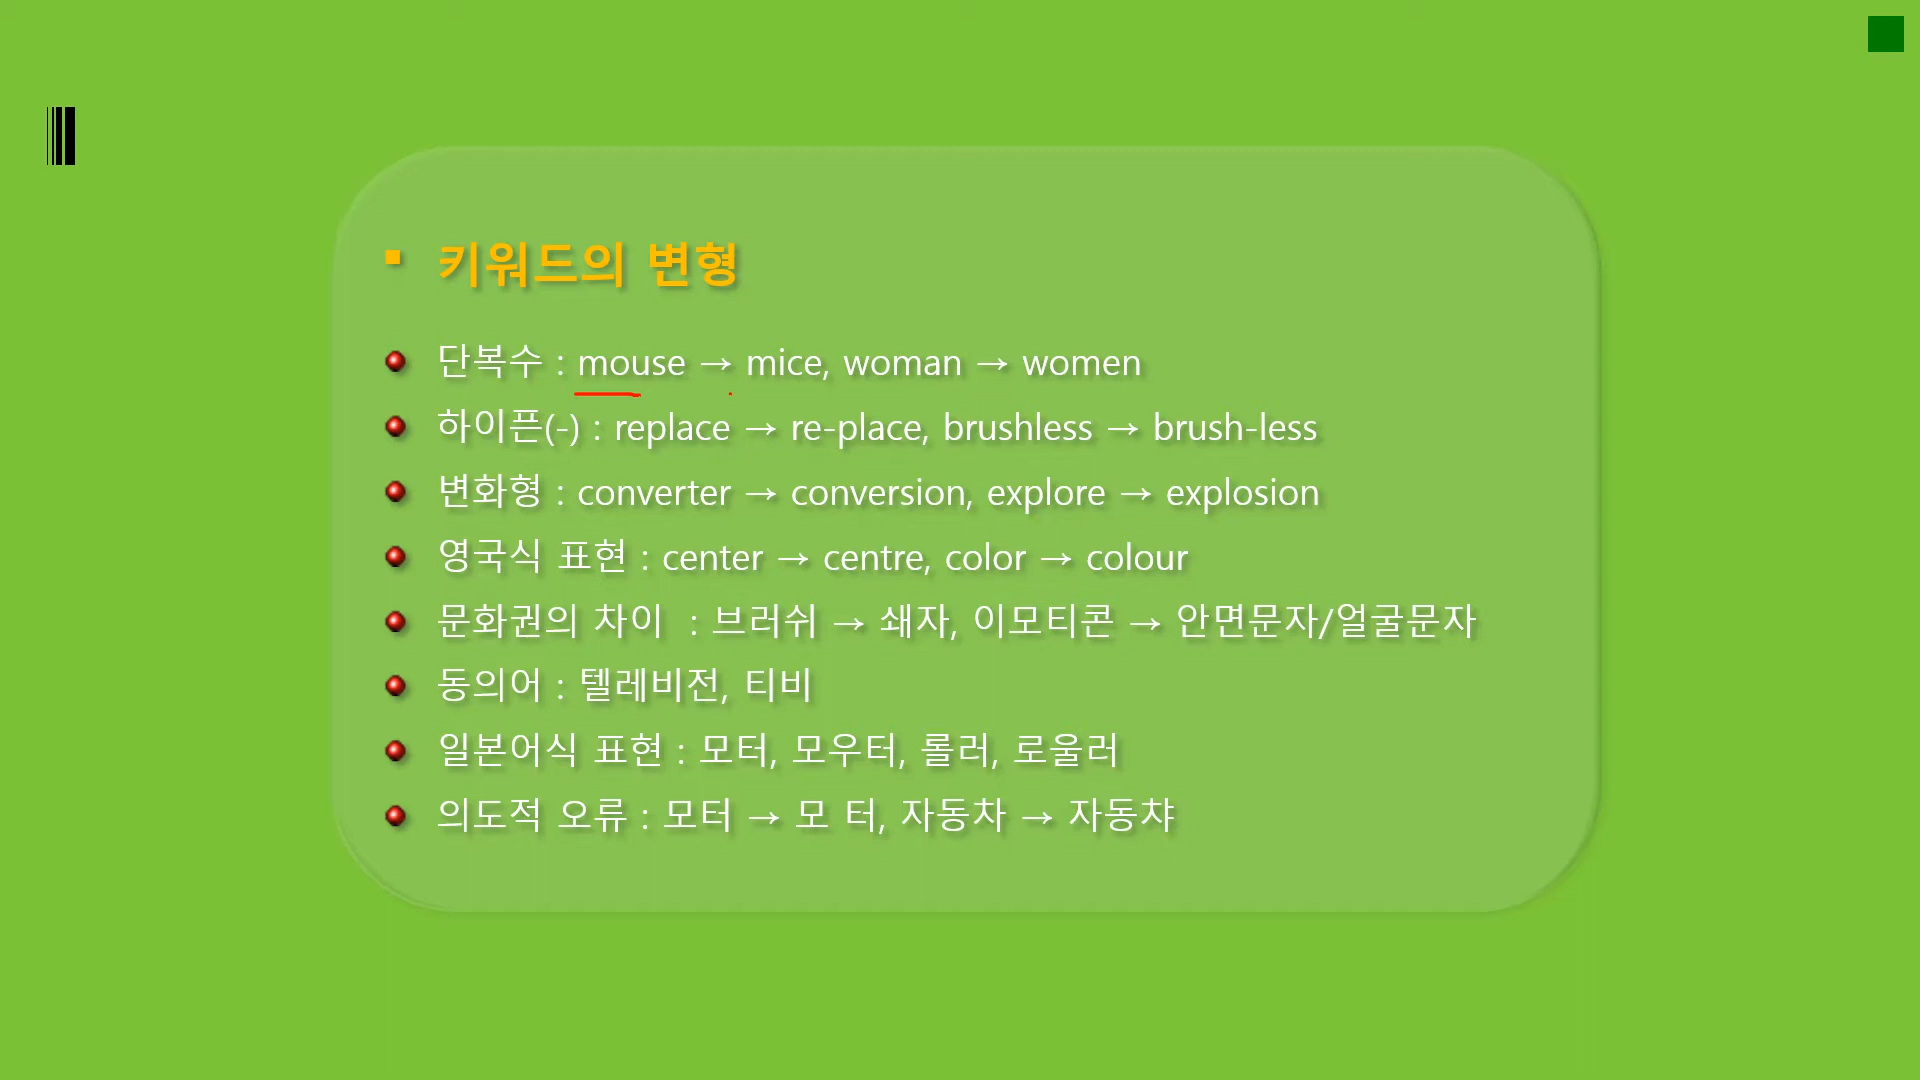 ▪ 키워드의 변형
단복수 : mouse → mice, woman → women
하이픈(-) : replace → re-place, brushless → brush-less
변화형 : converter → conversion, explore → explosion
영국식 표현 : center → centre, color → colour
문화권의 차이  : 브러쉬 → 쇄자, 이모티콘 → 안면문자/얼굴문자
동의어 : 텔레비전, 티비
일본어식 표현 : 모터, 모우터, 롤러, 로울러
의도적 오류 : 모터 → 모 터, 자동차 → 자동챠